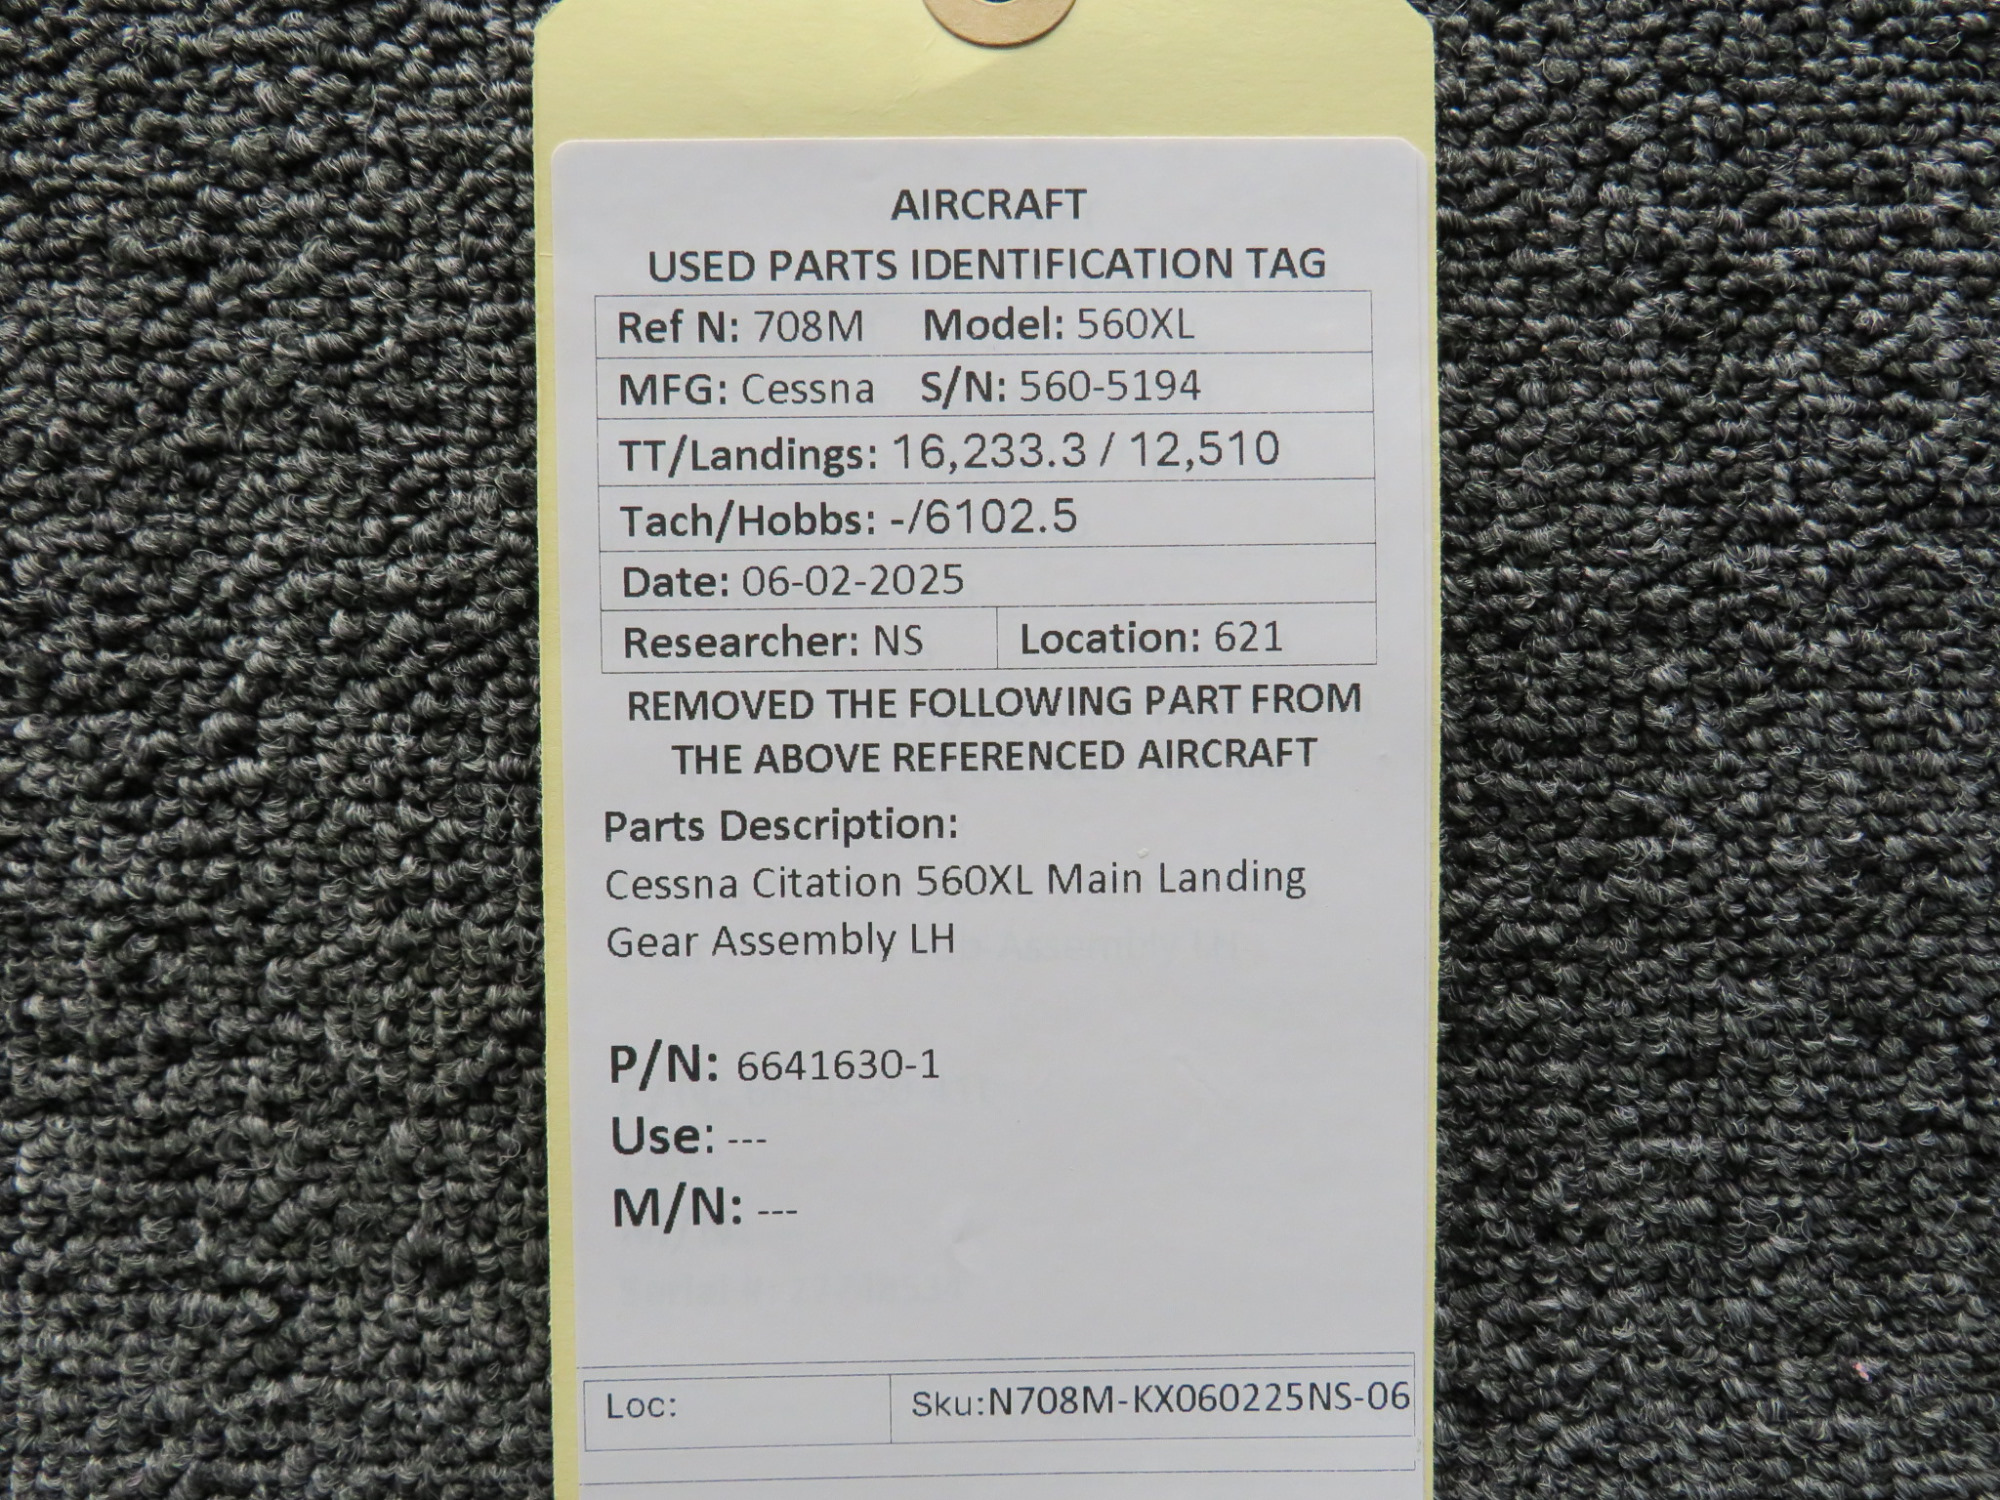 AIRCRAFT
USED PARTS IDENTIFICATION TAG
Ref N: 708M Model: 560XL
MFG: Cessna S/N: 560-5194
TT/Landings: 16,233.3 / 12,510
Tach/Hobbs: -/6102.5
Date: 06-02-2025
Researcher: NS Location: 621
REMOVED THE FOLLOWING PART FROM
THE ABOVE REFERENCED AIRCRAFT
Parts Description:
Cessna Citation 560XL Main Landing
Gear Assembly LH
P/N: 6641630-1
Use: ---
M/N: ---
Loc: Sku:N708M-KX060225NS-06